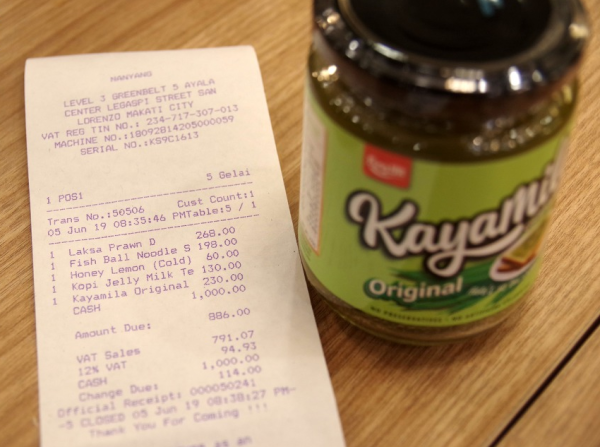 NANYANG
LEVEL 3 GREENBELT 5 AYALA
CENTER LEGASPI STREET SAN
LORENZO MAKATI CITY
VAT REG TIN NO.: 234-717-307-013
MACHINE NO.:18092814205000059
SERIAL NO.:KS9C1613
1 POS1 5 Gelai
Trans No.:50506 Cust Count:1
05 Jun 19 08:35:46 PMTable:5 / 1
1 Laksa Prawn D 268.00
1 Fish Ball Noodle S 198.00
1 Honey Lemon (Cold) 60.00
1 Kopi Jelly Milk Te 130.00
1 Kayamila Original 230.00
CASH 1,000.00
Amount Due: 886.00
VAT Sales 791.07
12% VAT 94.93
CASH 1,000.00
Change Due: 114.00
Official Receipt: 000050241
-5 CLOSED 05 Jun 19 08:38:27 PM-
Thank You For Coming !!!
as an
Kayamila
Original